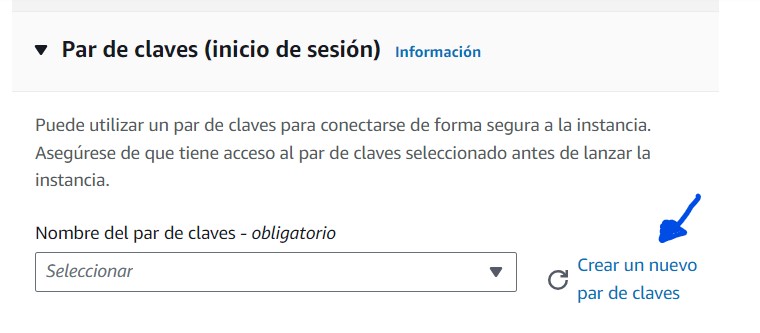 Par de claves (inicio de sesión) Información
Puede utilizar un par de claves para conectarse de forma segura a la instancia.
Asegúrese de que tiene acceso al par de claves seleccionado antes de lanzar la
instancia.
Nombre del par de claves - obligatorio
Seleccionar
Crear un nuevo
par de claves